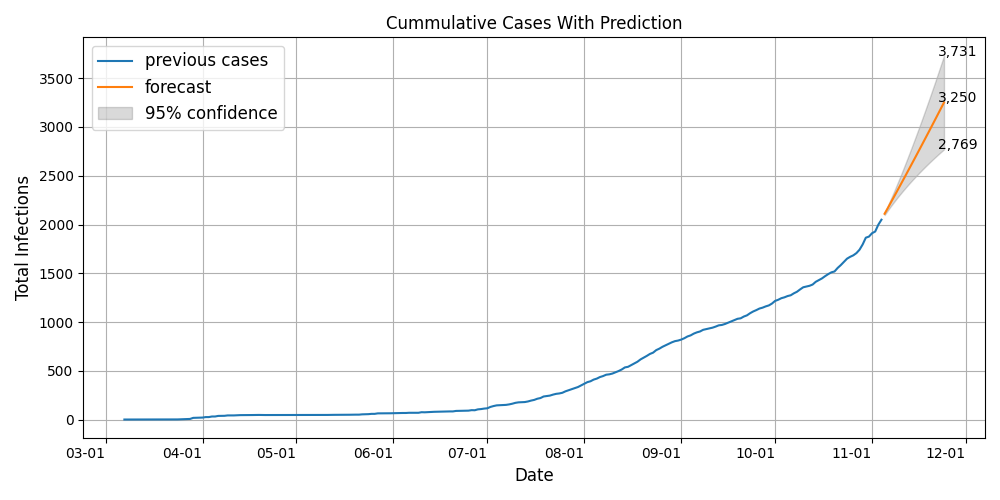 Cummulative Cases With Prediction
previous cases
forecast
95% confidence
3,731
3,250
2,769
Total Infections
3500
3000
2500
2000
1500
1000
500
0
03-01 04-01 05-01 06-01 07-01 08-01 09-01 10-01 11-01 12-01
Date